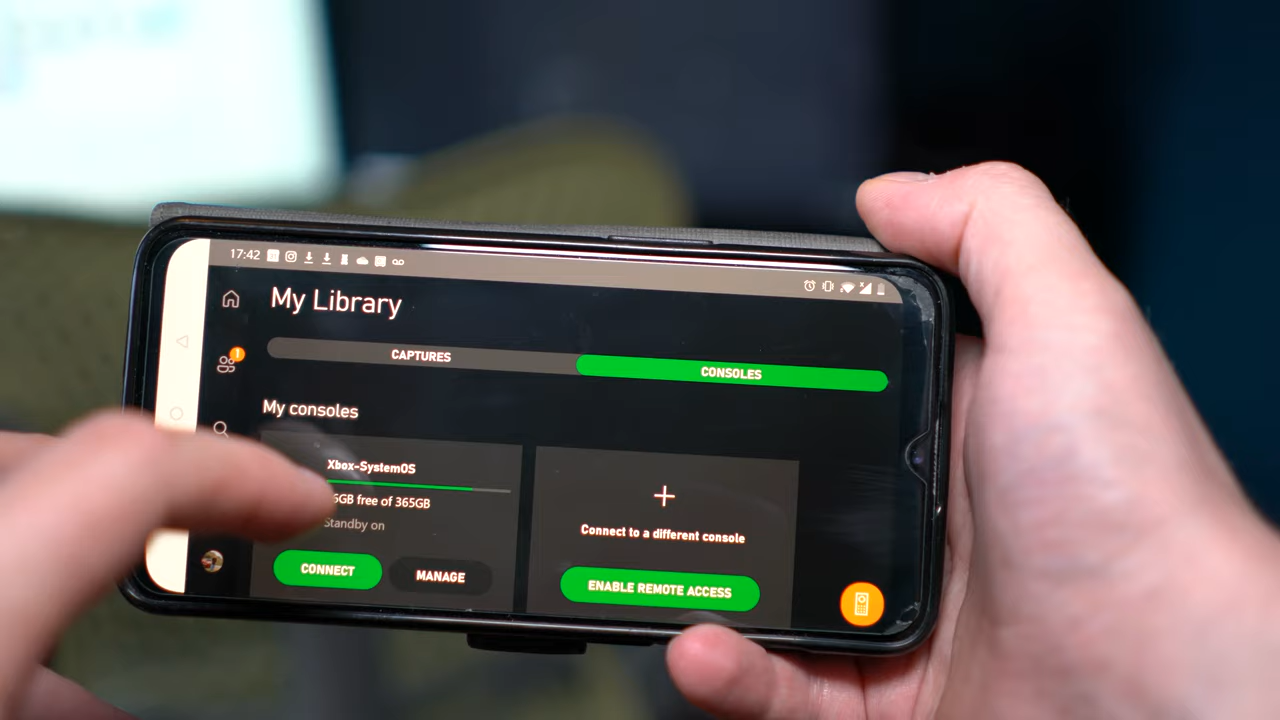 17:42
My Library
CAPTURES
CONSOLES
My consoles
Xbox-SystemOS
free of 365GB
Standby on
CONNECT
MANAGE
Connect to a different console
ENABLE REMOTE ACCESS